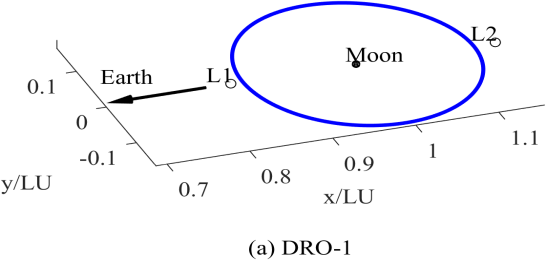 L2
Moon
Earth
L1
0.1
0
-0.1
y/LU
0.7
0.8
0.9
1
1.1
x/LU
(a) DRO-1